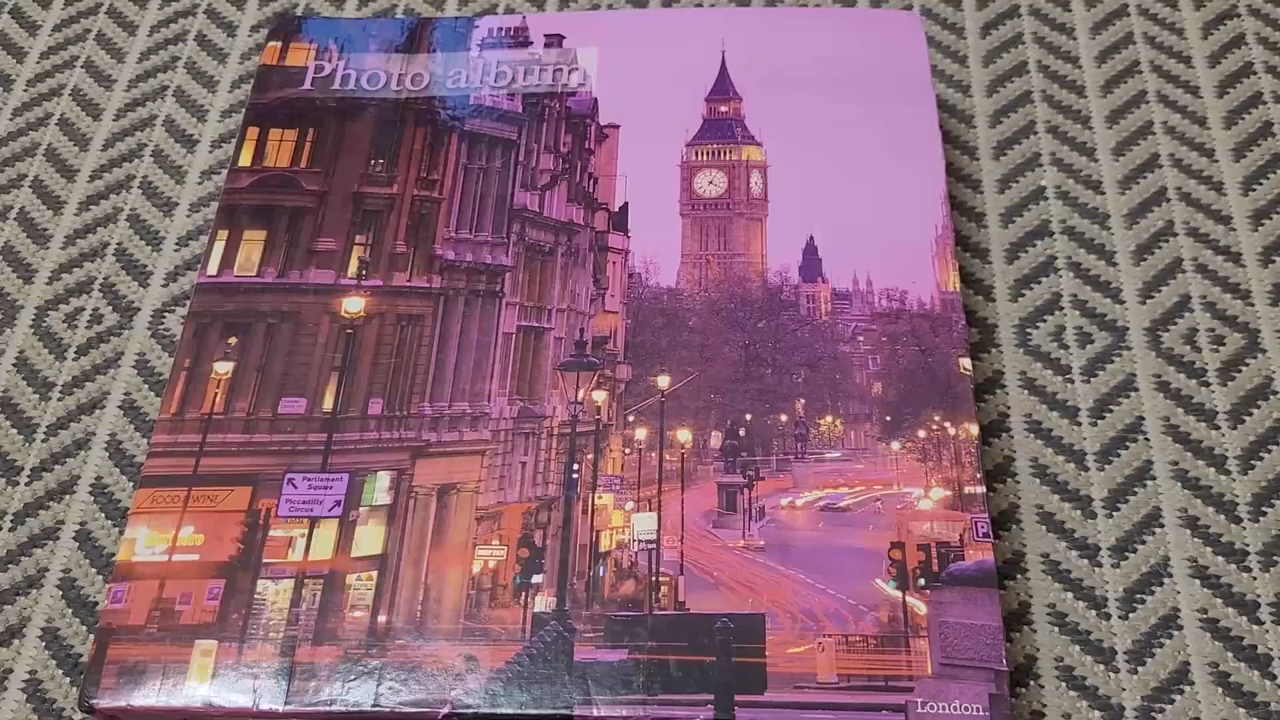 Photo album
FOOD & WINE
Parliament
Square
Piccadilly
Circus
P
London.